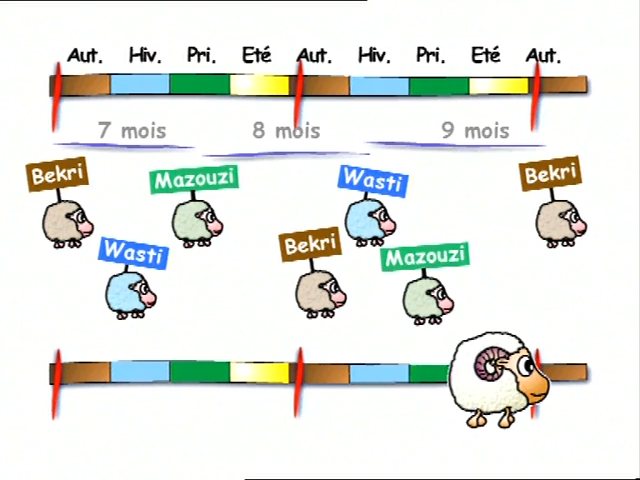 Aut. Hiv. Pri. Eté Aut. Hiv. Pri. Eté Aut.
7 mois 8 mois 9 mois
Bekri Mazouzi Wasti Bekri
Wasti Bekri Mazouzi